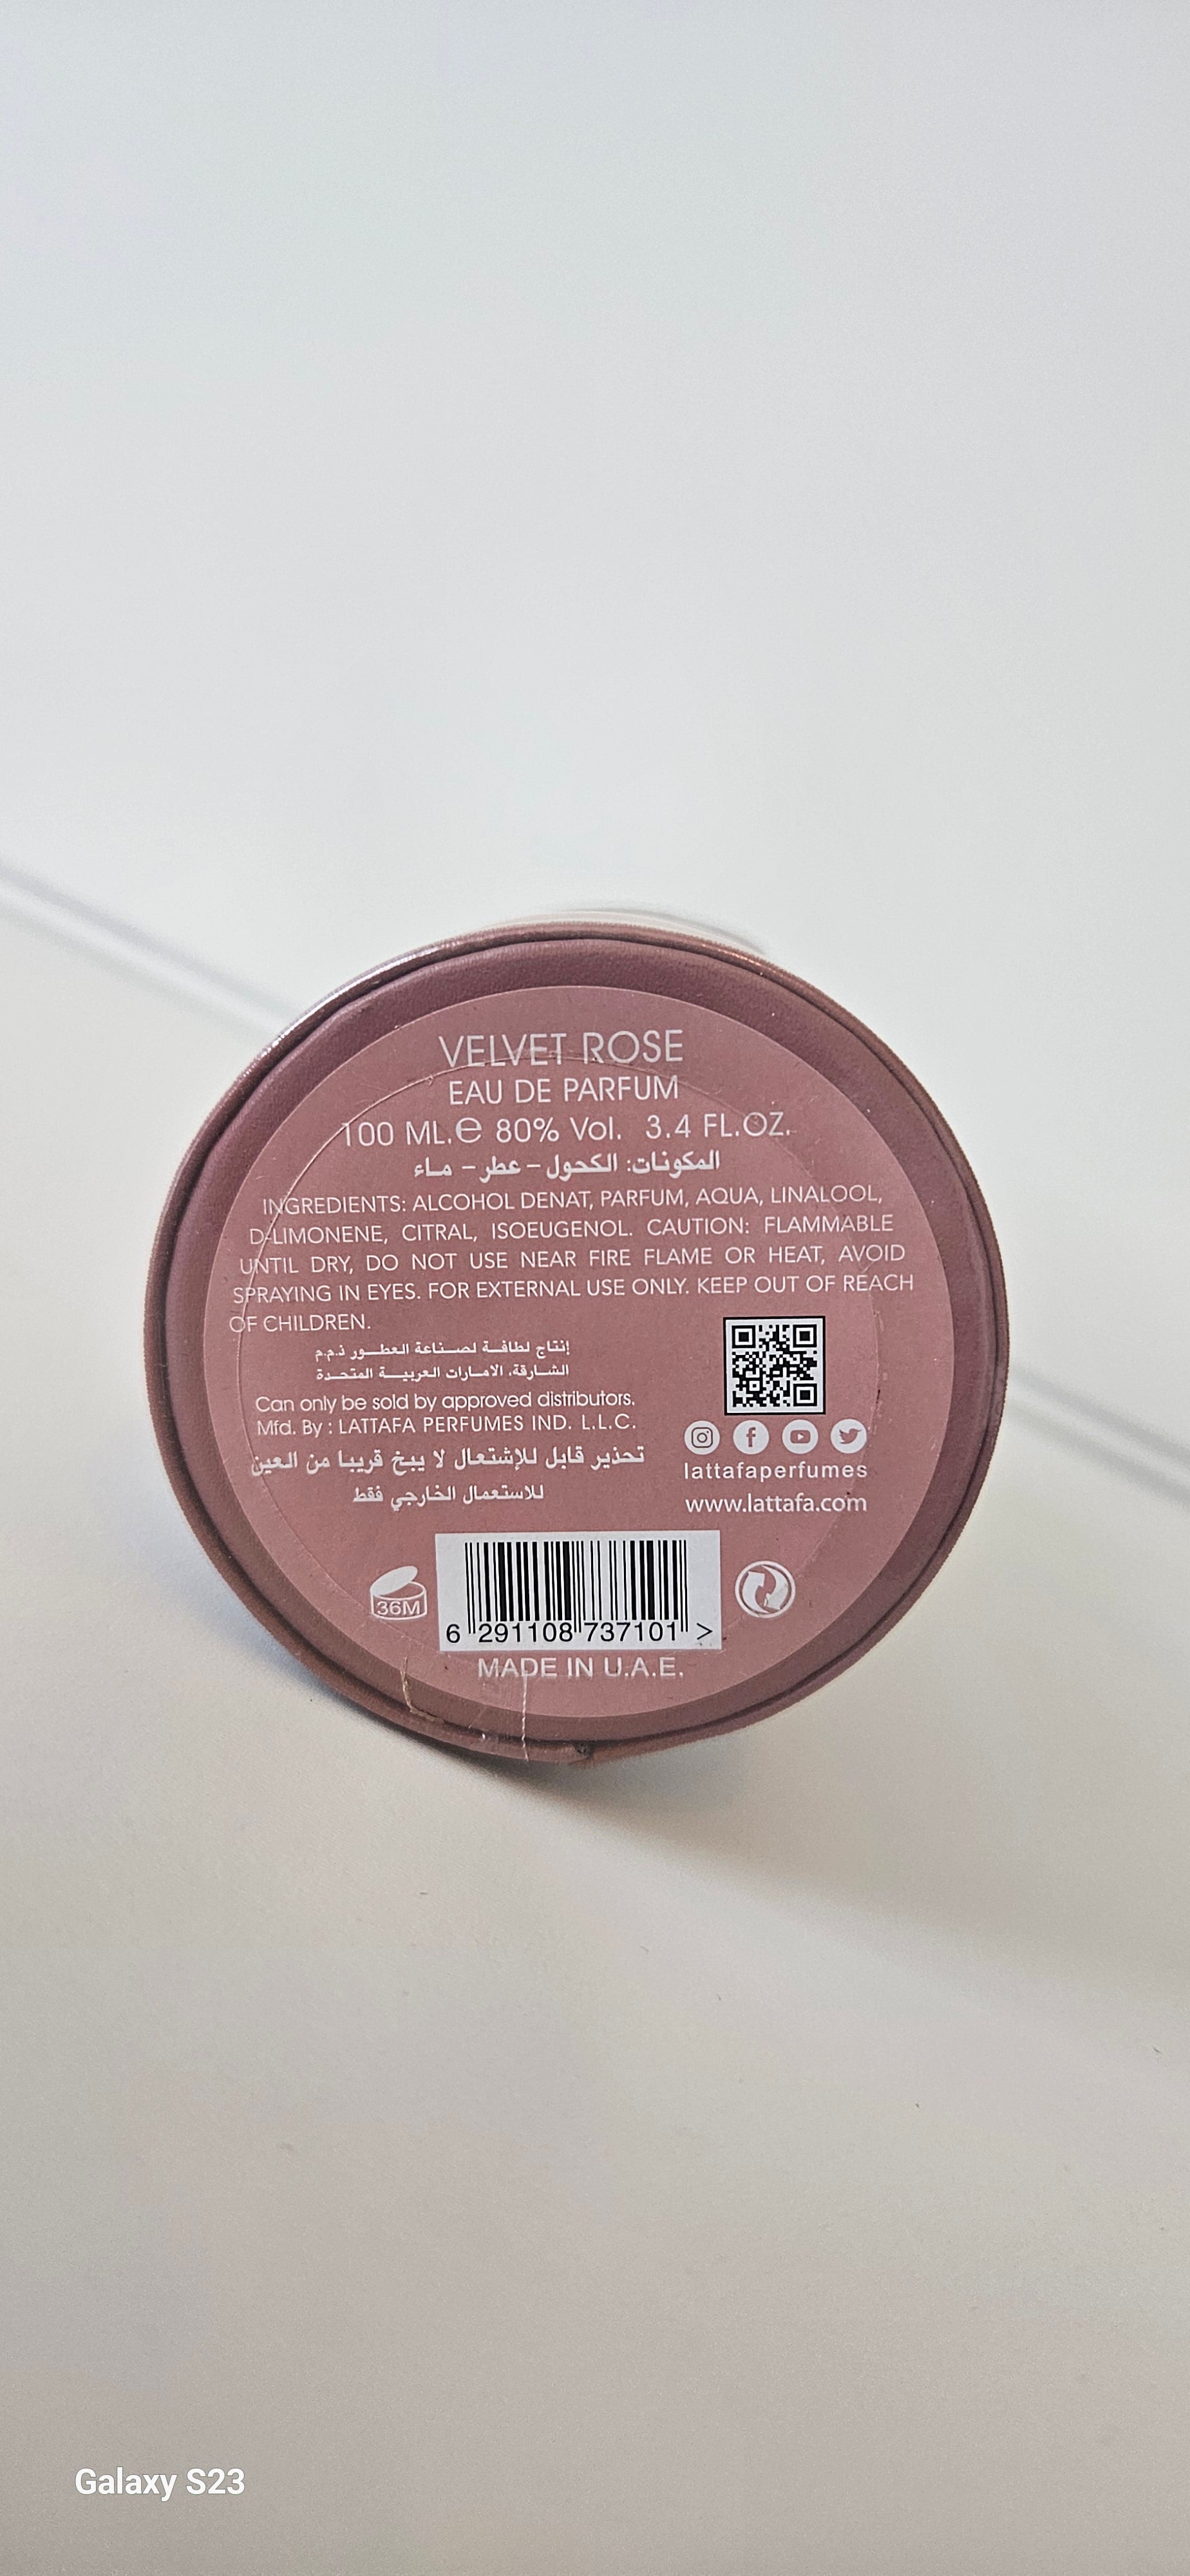 VELVET ROSE
EAU DE PARFUM
100 ML.℮ 80% Vol. 3.4 FL.OZ.
المكونات: الكحول – عطر – ماء
INGREDIENTS: ALCOHOL DENAT, PARFUM, AQUA, LINALOOL,
D-LIMONENE, CITRAL, ISOEUGENOL. CAUTION: FLAMMABLE
UNTIL DRY, DO NOT USE NEAR FIRE FLAME OR HEAT, AVOID
SPRAYING IN EYES. FOR EXTERNAL USE ONLY. KEEP OUT OF REACH
OF CHILDREN.
إنتاج لطافة لصناعة العطور ذ.م.م
الشارقة، الامارات العربية المتحدة
Can only be sold by approved distributors.
Mfd. By : LATTAFA PERFUMES IND. L.L.C.
تحذير قابل للإشتعال لا يبخ قريبا من العين
للاستعمال الخارجي فقط
lattafaperfumes
www.lattafa.com
36M
6 291108 737101 >
MADE IN U.A.E.
Galaxy S23